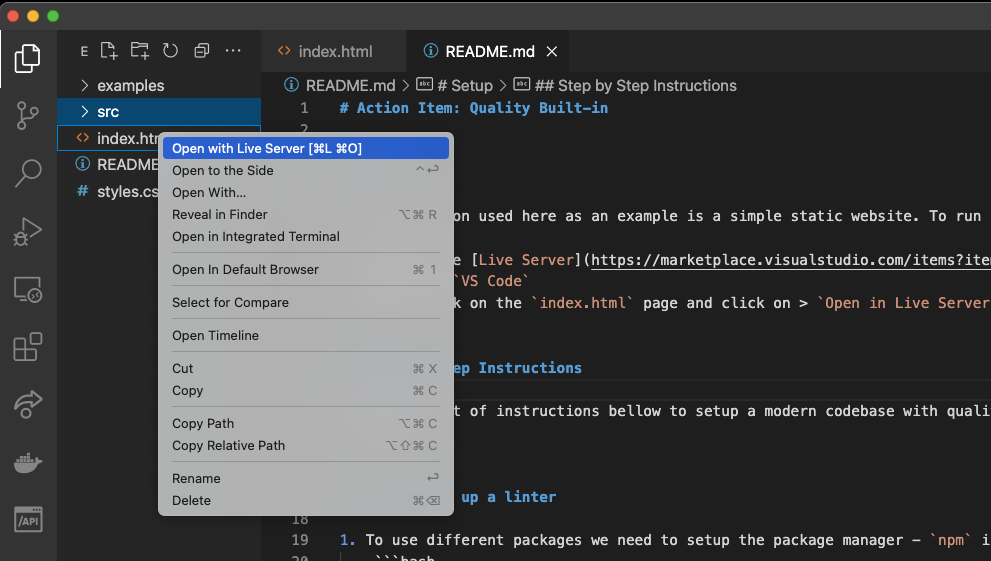 E
index.html
README.md
README.md > # Setup > ## Step by Step Instructions
examples
src
README
styles.cs
Open with Live Server [⌘L ⌘O]
Open to the Side ^↩
Open With...
Reveal in Finder ⌥⌘ R
Open in Integrated Terminal
Open In Default Browser ⌘ 1
Select for Compare
Open Timeline
Cut ⌘ X
Copy ⌘ C
Copy Path ⌥⌘ C
Copy Relative Path ⌥⇧⌘ C
Rename ↩
Delete ⌘⌫
1 # Action Item: Quality Built-in
2
on used here as an example is a simple static website. To run
e [Live Server](https://marketplace.visualstudio.com/items?ite
`VS Code`
k on the `index.html` page and click on > `Open in Live Server
ep Instructions
t of instructions bellow to setup a modern codebase with quali
up a linter
18
19 1. To use different packages we need to setup the package manager - `npm` i
20 ```bash
/API